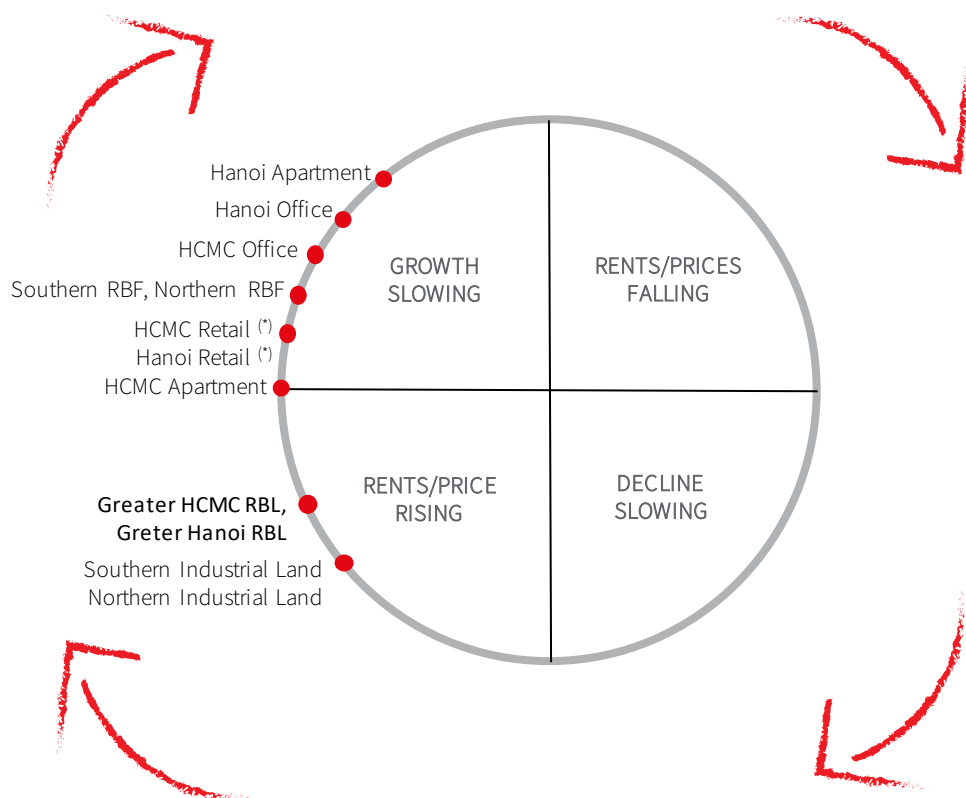 Hanoi Apartment
Hanoi Office
HCMC Office
Southern RBF, Northern RBF
HCMC Retail (*)
Hanoi Retail (*)
HCMC Apartment
GROWTH
SLOWING
RENTS/PRICES
FALLING
RENTS/PRICE
RISING
DECLINE
SLOWING
Greater HCMC RBL,
Greter Hanoi RBL
Southern Industrial Land
Northern Industrial Land